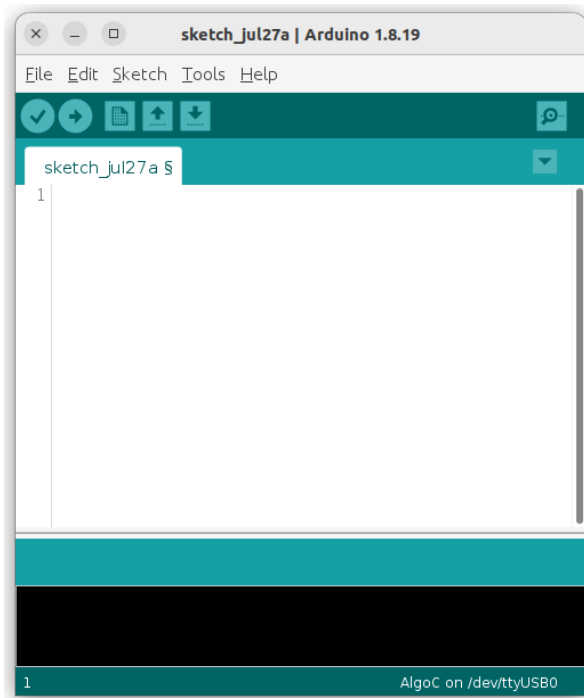 sketch_jul27a | Arduino 1.8.19
File Edit Sketch Tools Help
sketch_jul27a §
1
1 AlgoC on /dev/ttyUSB0